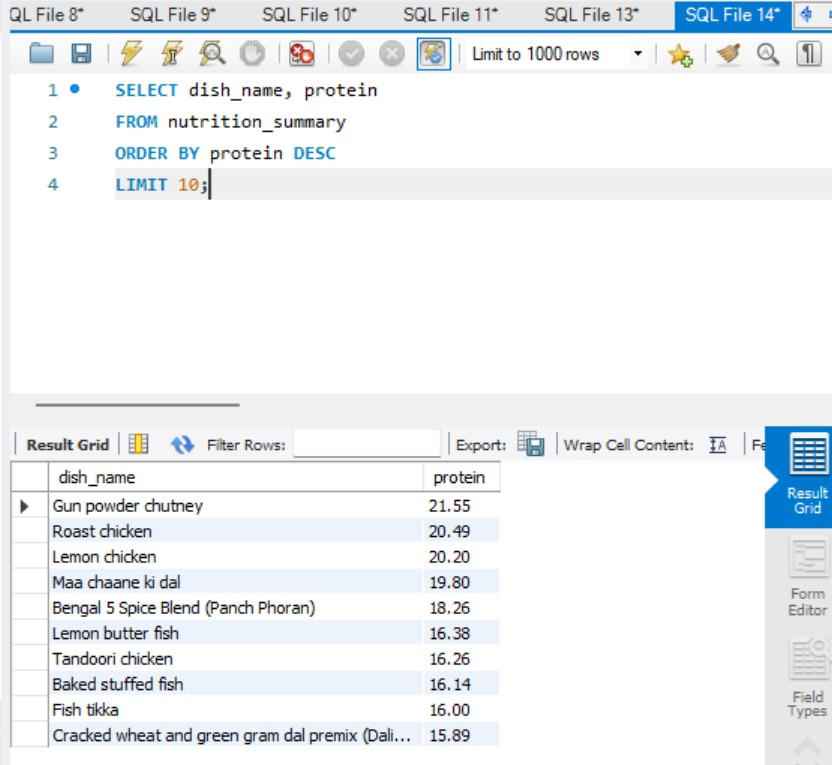 QL File 8* SQL File 9* SQL File 10* SQL File 11* SQL File 13* SQL File 14*
Limit to 1000 rows
1 SELECT dish_name, protein
2 FROM nutrition_summary
3 ORDER BY protein DESC
4 LIMIT 10;
Result Grid Filter Rows: Export: Wrap Cell Content: Fe
dish_name protein
Gun powder chutney 21.55
Roast chicken 20.49
Lemon chicken 20.20
Maa chaane ki dal 19.80
Bengal 5 Spice Blend (Panch Phoran) 18.26
Lemon butter fish 16.38
Tandoori chicken 16.26
Baked stuffed fish 16.14
Fish tikka 16.00
Cracked wheat and green gram dal premix (Dali... 15.89
Result
Grid
Form
Editor
Field
Types